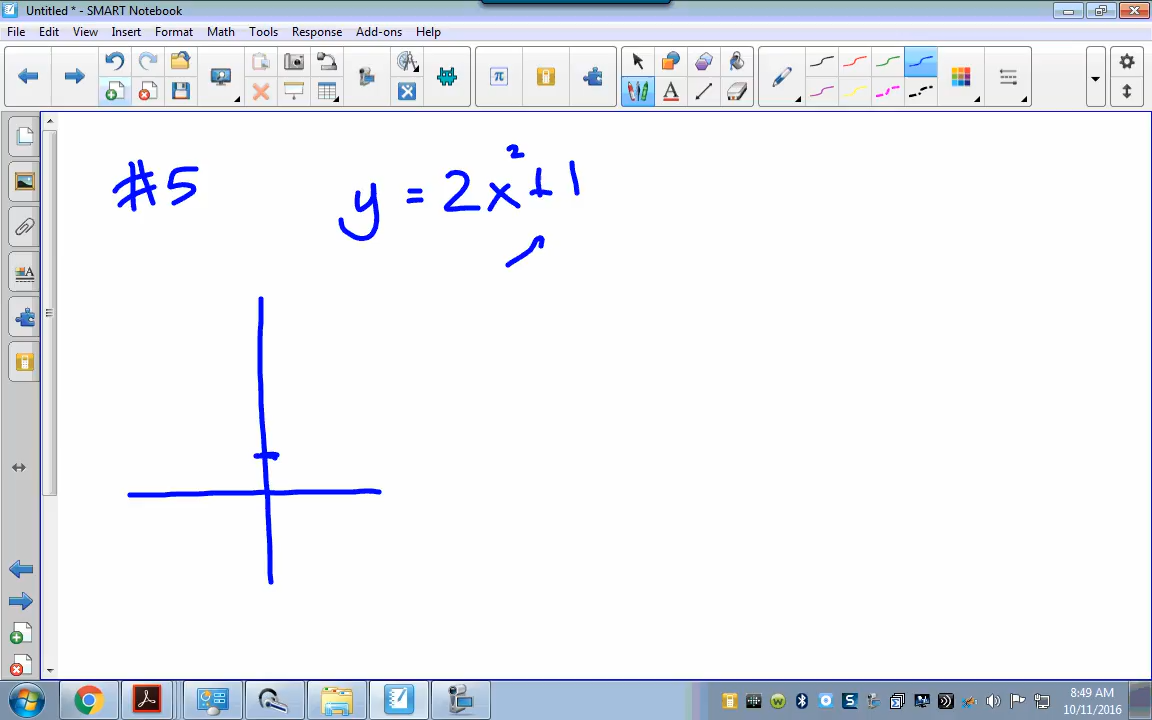 Untitled * - SMART Notebook
File Edit View Insert Format Math Tools Response Add-ons Help
#5 y = 2x²+1
8:49 AM
10/11/2016